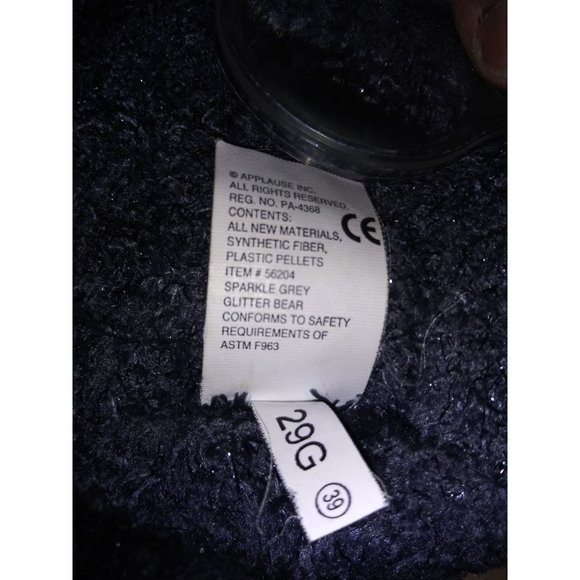 © APPLAUSE INC.
ALL RIGHTS RESERVED.
REG. NO. PA-4368
CONTENTS:
ALL NEW MATERIALS,
SYNTHETIC FIBER,
PLASTIC PELLETS
ITEM # 56204
SPARKLE GREY
GLITTER BEAR
CONFORMS TO SAFETY
REQUIREMENTS OF
ASTM F963
CE
29G
39